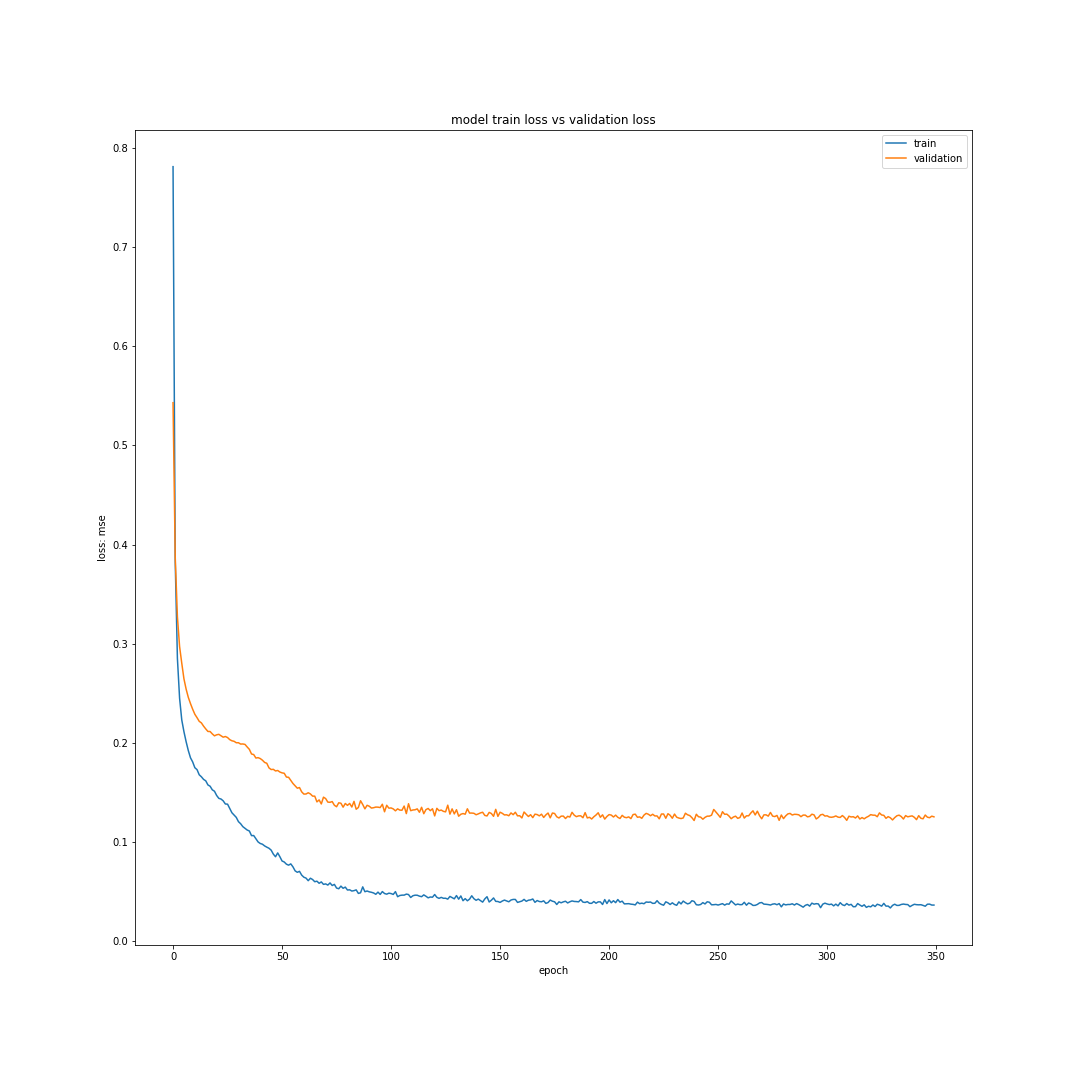 model train loss vs validation loss
train
validation
0.8
0.7
0.6
0.5
0.4
0.3
0.2
0.1
0.0
loss: mse
0 50 100 150 200 250 300 350
epoch